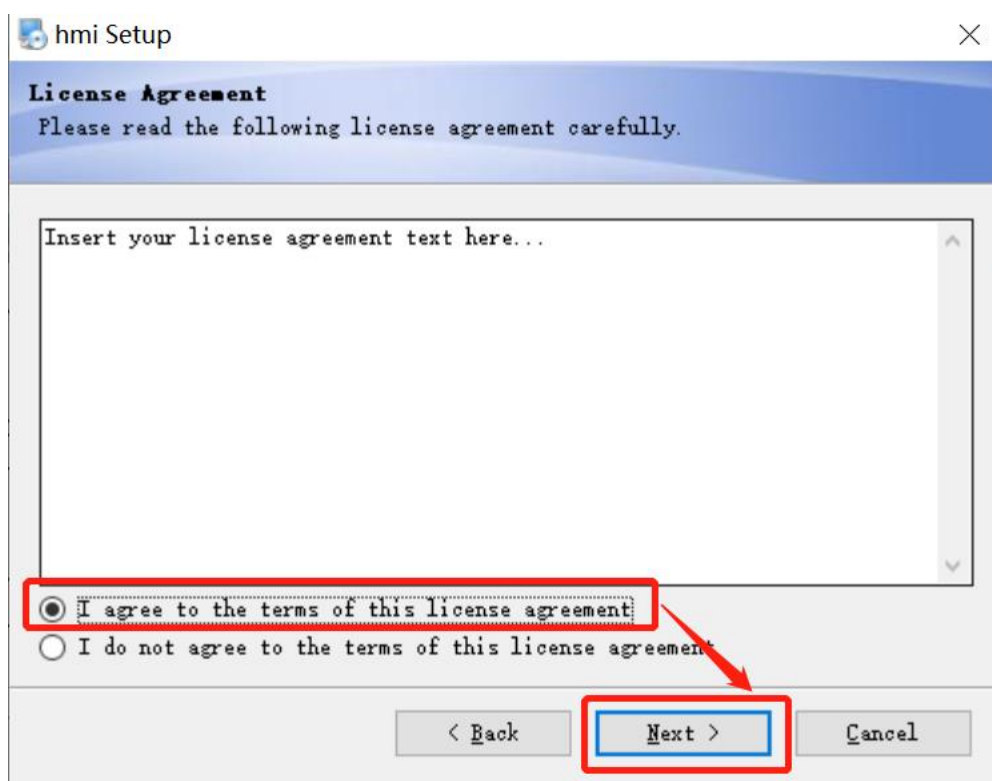 hmi Setup
License Agreement
Please read the following license agreement carefully.
Insert your license agreement text here...
I agree to the terms of this license agreement
I do not agree to the terms of this license agreement
< Back Next > Cancel